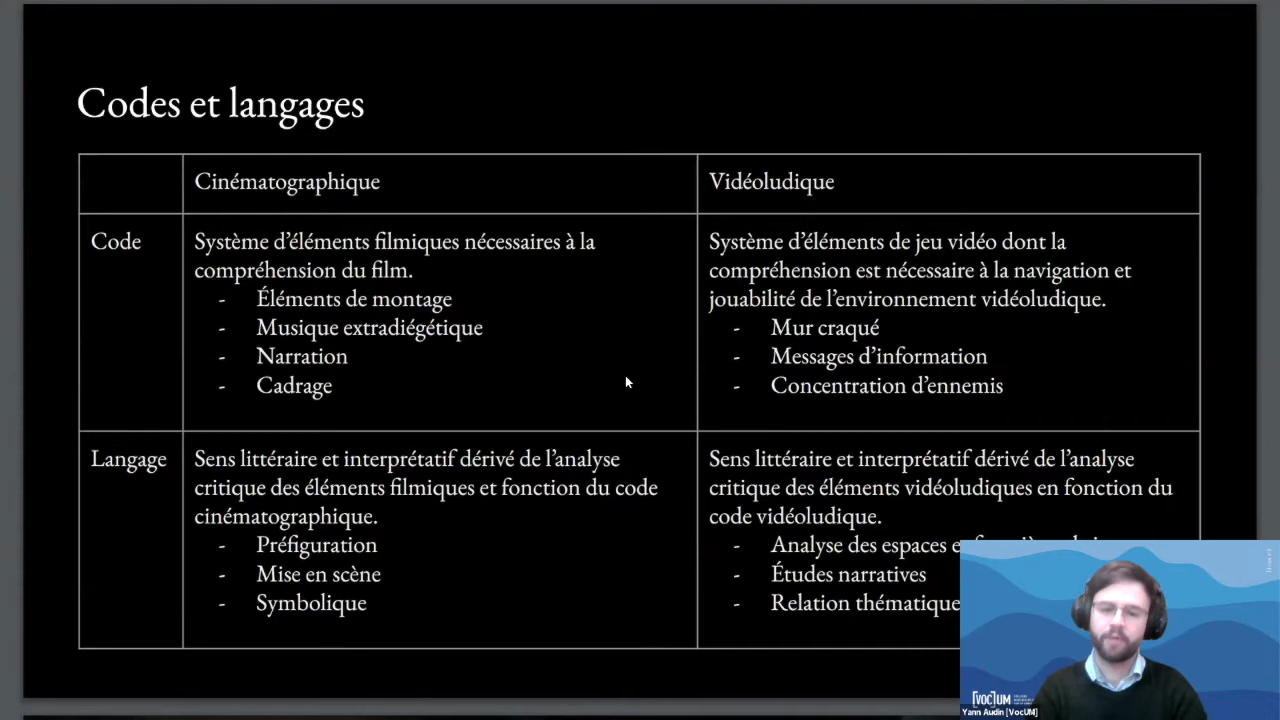 Codes et langages
Cinématographique
Vidéoludique
Code
Système d'éléments filmiques nécessaires à la
compréhension du film.
- Éléments de montage
- Musique extradiégétique
- Narration
- Cadrage
Système d'éléments de jeu vidéo dont la
compréhension est nécessaire à la navigation et
jouabilité de l'environnement vidéoludique.
- Mur craqué
- Messages d'information
- Concentration d'ennemis
Langage
Sens littéraire et interprétatif dérivé de l'analyse
critique des éléments filmiques et fonction du code
cinématographique.
- Préfiguration
- Mise en scène
- Symbolique
Sens littéraire et interprétatif dérivé de l'analyse
critique des éléments vidéoludiques en fonction du
code vidéoludique.
- Analyse des espaces
- Études narratives
- Relation thématique
[VOC]UM
Yann Audin [VocUM]